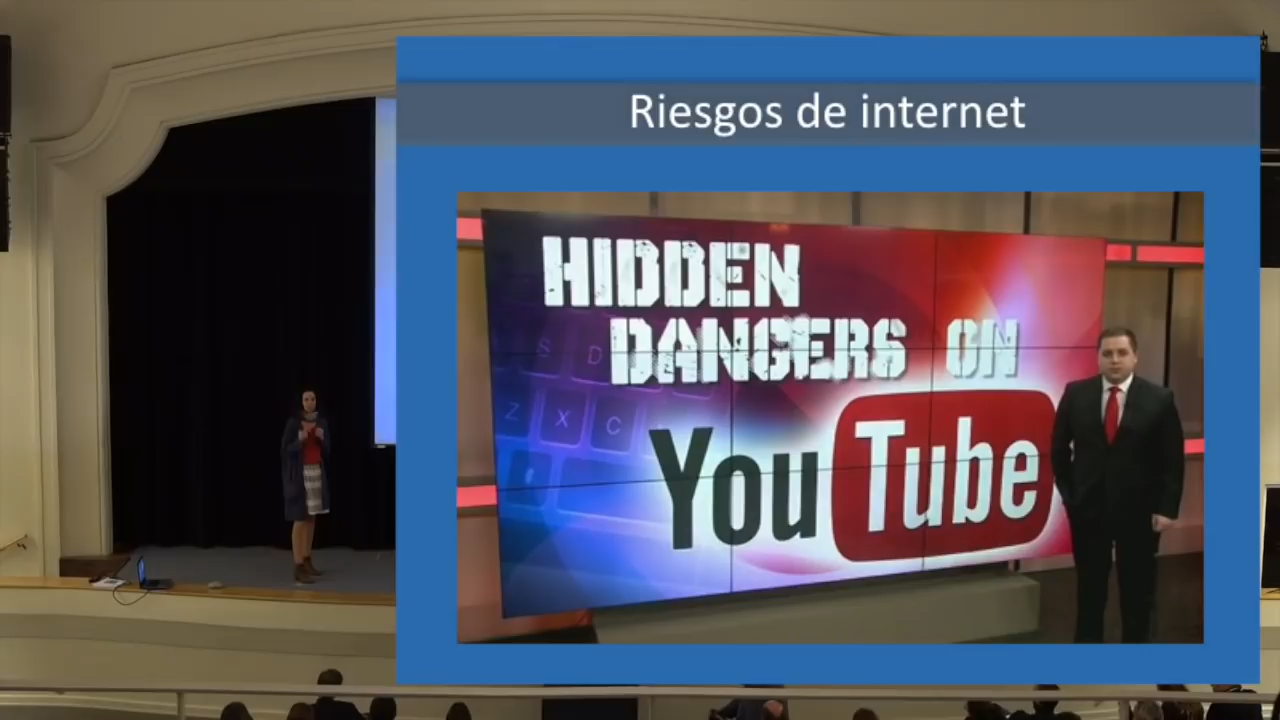 Riesgos de internet
HIDDEN
DANGERS ON
S D
Z X C
YouTube